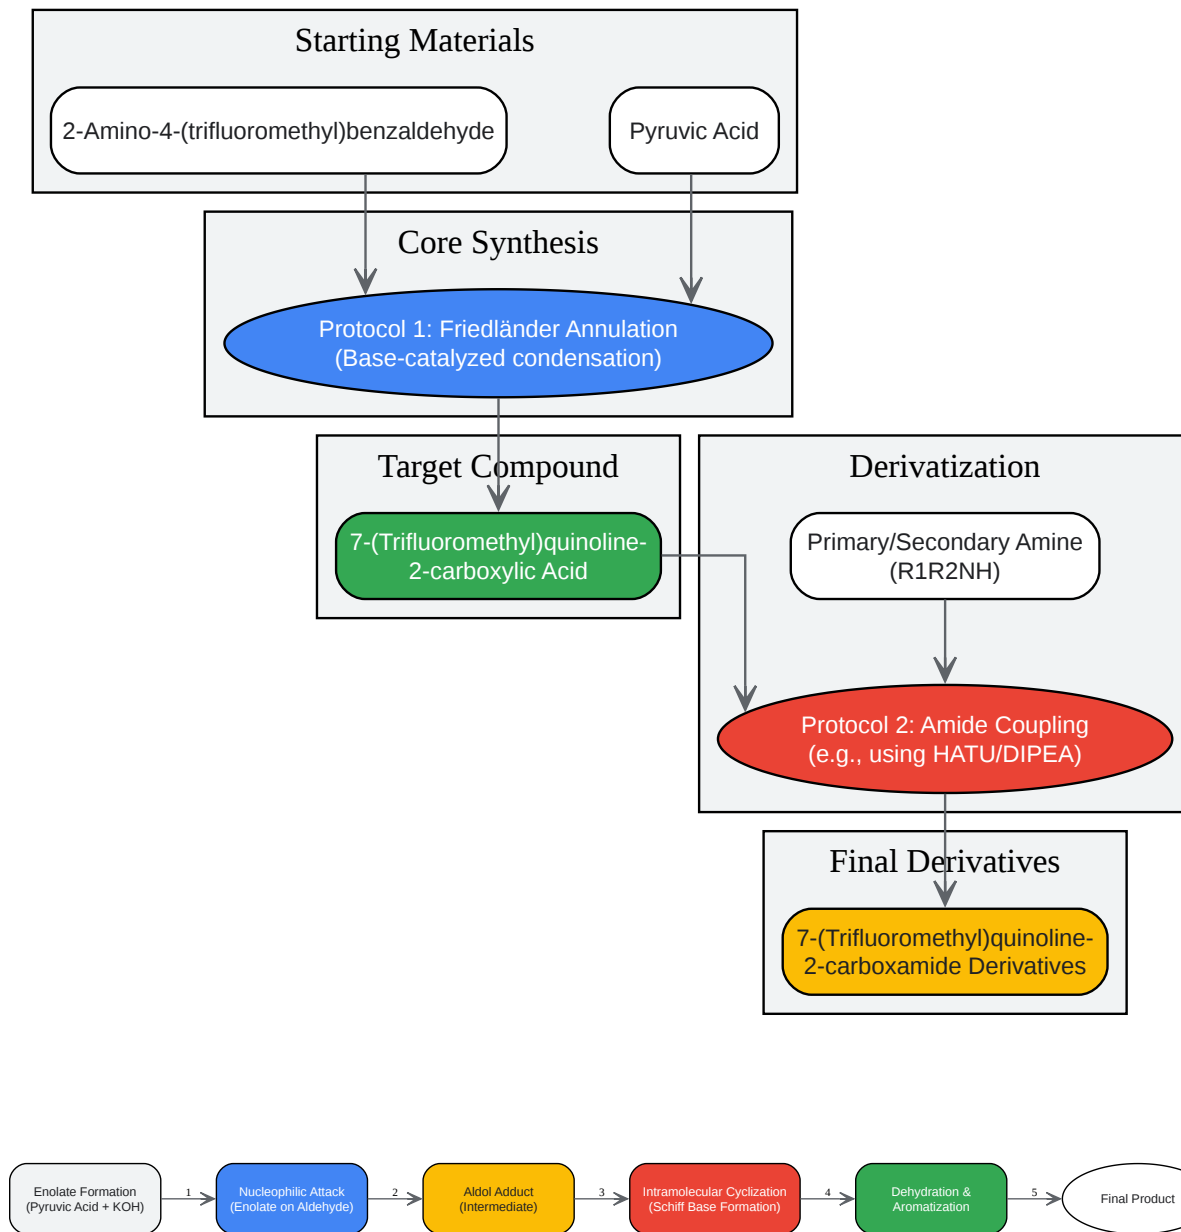 Starting Materials
2-Amino-4-(trifluoromethyl)benzaldehyde
Pyruvic Acid
Core Synthesis
Protocol 1: Friedländer Annulation
(Base-catalyzed condensation)
Target Compound
7-(Trifluoromethyl)quinoline-
2-carboxylic Acid
Derivatization
Primary/Secondary Amine
(R1R2NH)
Protocol 2: Amide Coupling
(e.g., using HATU/DIPEA)
Final Derivatives
7-(Trifluoromethyl)quinoline-
2-carboxamide Derivatives
Enolate Formation
(Pyruvic Acid + KOH)
1
Nucleophilic Attack
(Enolate on Aldehyde)
2
Aldol Adduct
(Intermediate)
3
Intramolecular Cyclization
(Schiff Base Formation)
4
Dehydration &
Aromatization
5
Final Product